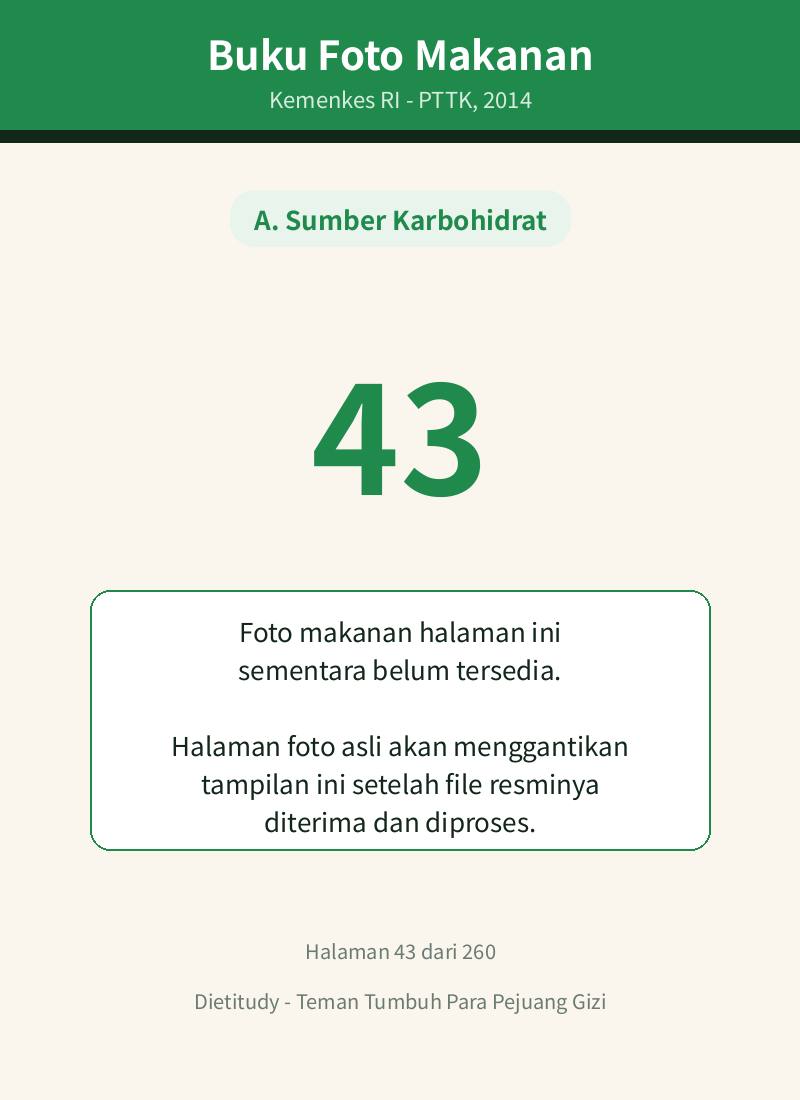 Buku Foto Makanan
Kemenkes RI - PTTK, 2014
A. Sumber Karbohidrat
43
Foto makanan halaman ini
sementara belum tersedia.
Halaman foto asli akan menggantikan
tampilan ini setelah file resminya
diterima dan diproses.
Halaman 43 dari 260
Dietitudy - Teman Tumbuh Para Pejuang Gizi